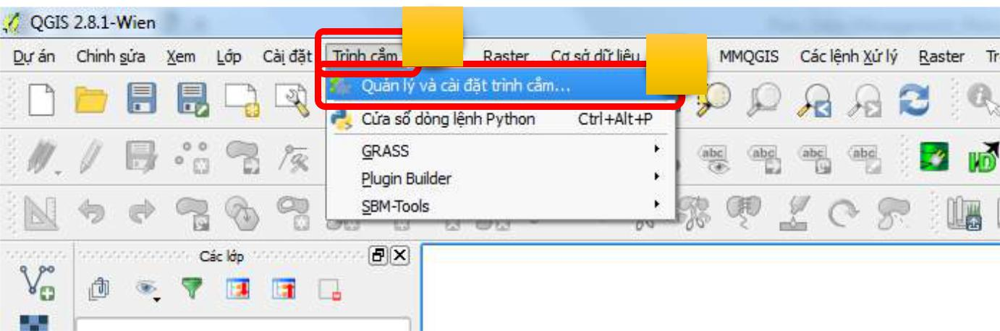 QGIS 2.8.1-Wien
Dự án Chỉnh sửa Xem Lớp Cài đặt Trình cắm Raster Cơ sở dữ liệu MMQGIS Các lệnh Xử lý Raster Tr
Quản lý và cài đặt trình cắm...
Cửa sổ dòng lệnh Python Ctrl+Alt+P
GRASS
abc abc abc abc
Plugin Builder
SBM-Tools
Các lớp